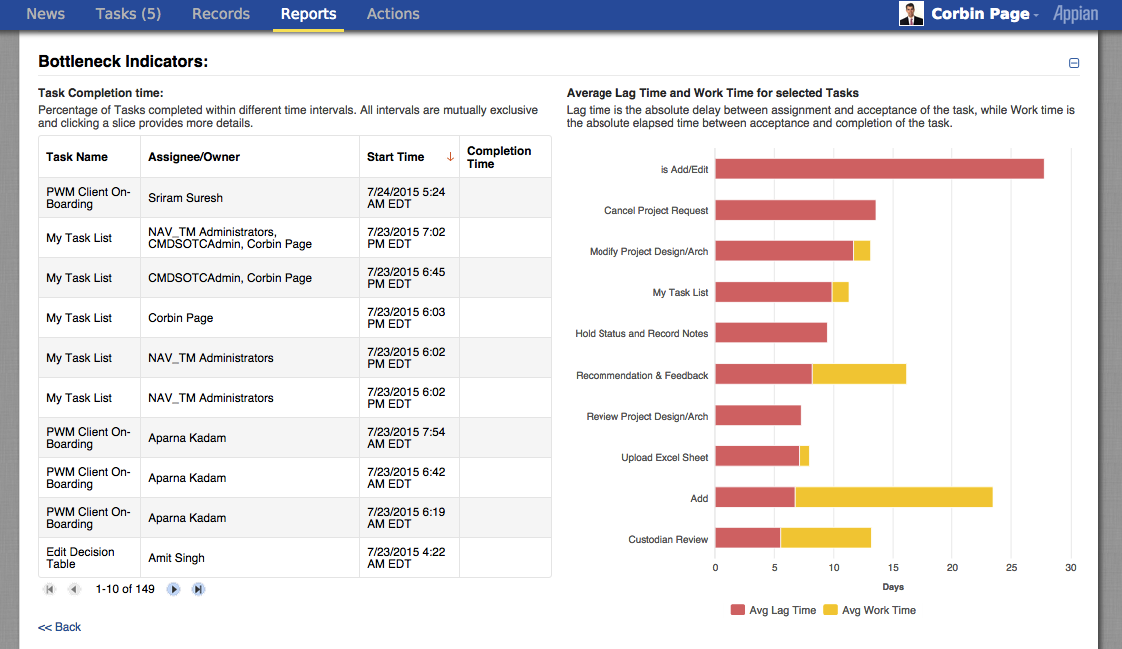 News Tasks (5) Records Reports Actions Corbin Page Appian
Bottleneck Indicators:
Task Completion time:
Percentage of Tasks completed within different time intervals. All intervals are mutually exclusive
and clicking a slice provides more details.
Task Name Assignee/Owner Start Time Completion
Time
PWM Client On-
Boarding Sriram Suresh 7/24/2015 5:24
AM EDT
My Task List NAV_TM Administrators,
CMDSOTCAdmin, Corbin Page 7/23/2015 7:02
PM EDT
My Task List CMDSOTCAdmin, Corbin Page 7/23/2015 6:45
PM EDT
My Task List Corbin Page 7/23/2015 6:03
PM EDT
My Task List NAV_TM Administrators 7/23/2015 6:02
PM EDT
My Task List NAV_TM Administrators 7/23/2015 6:02
PM EDT
PWM Client On-
Boarding Aparna Kadam 7/23/2015 7:54
AM EDT
PWM Client On-
Boarding Aparna Kadam 7/23/2015 6:42
AM EDT
PWM Client On-
Boarding Aparna Kadam 7/23/2015 6:19
AM EDT
Edit Decision
Table Amit Singh 7/23/2015 4:22
AM EDT
1-10 of 149
<< Back
Average Lag Time and Work Time for selected Tasks
Lag time is the absolute delay between assignment and acceptance of the task, while Work time is
the absolute elapsed time between acceptance and completion of the task.
is Add/Edit
Cancel Project Request
Modify Project Design/Arch
My Task List
Hold Status and Record Notes
Recommendation & Feedback
Review Project Design/Arch
Upload Excel Sheet
Add
Custodian Review
0 5 10 15 20 25 30
Days
Avg Lag Time Avg Work Time